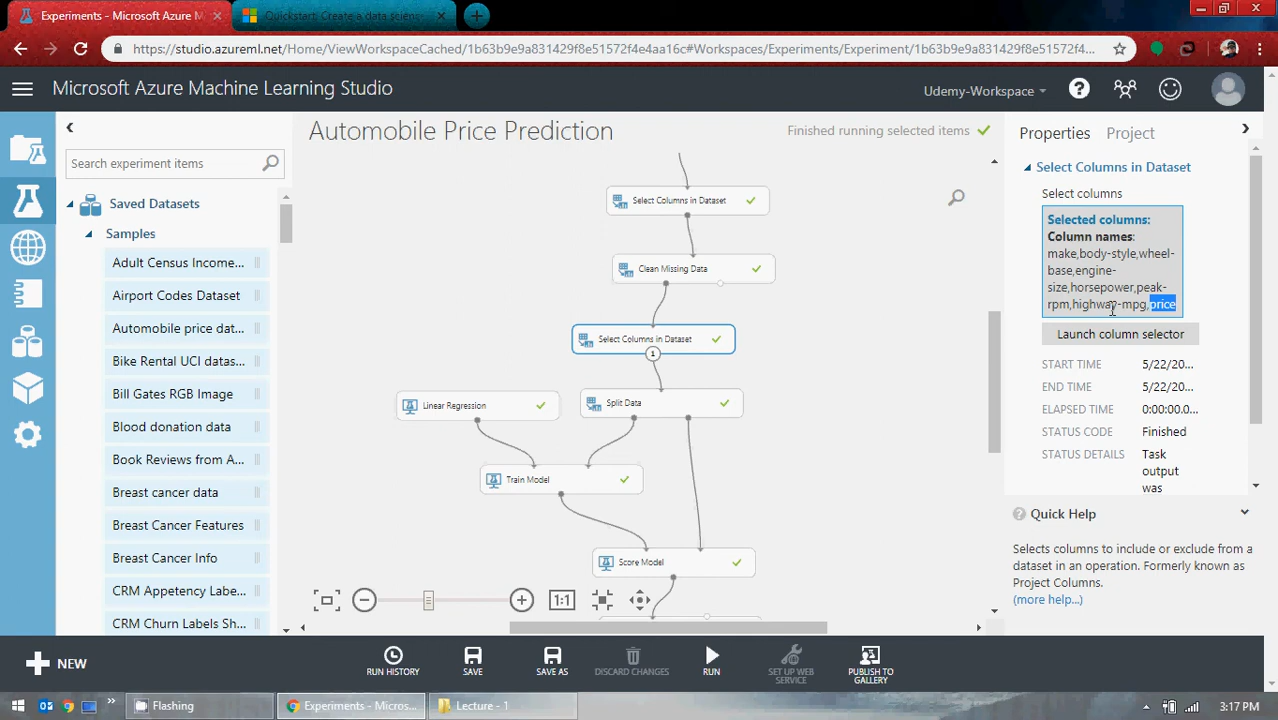 Experiments - Microsoft Azure M
Quickstart: Create a data scien
https://studio.azureml.net/Home/ViewWorkspaceCached/1b63b9e9a831429f8e51572f4e4aa16c#Workspaces/Experiments/Experiment/1b63b9e9a831429f8e51572f4...
Microsoft Azure Machine Learning Studio
Udemy-Workspace
Search experiment items
Saved Datasets
Samples
Adult Census Income...
Airport Codes Dataset
Automobile price dat...
Bike Rental UCI datas...
Bill Gates RGB Image
Blood donation data
Book Reviews from A...
Breast cancer data
Breast Cancer Features
Breast Cancer Info
CRM Appetency Labe...
CRM Churn Labels Sh...
Automobile Price Prediction
Finished running selected items
Select Columns in Dataset
Clean Missing Data
Select Columns in Dataset
1
Linear Regression
Split Data
Train Model
Score Model
1:1
Properties
Project
Select Columns in Dataset
Select columns
Selected columns:
Column names:
make,body-style,wheel-
base,engine-
size,horsepower,peak-
rpm,highway-mpg,price
Launch column selector
START TIME 5/22/20...
END TIME 5/22/20...
ELAPSED TIME 0:00:00.0...
STATUS CODE Finished
STATUS DETAILS Task
output
was
Quick Help
Selects columns to include or exclude from a
dataset in an operation. Formerly known as
Project Columns.
(more help...)
NEW
RUN HISTORY
SAVE
SAVE AS
DISCARD CHANGES
RUN
SET UP WEB
SERVICE
PUBLISH TO
GALLERY
Flashing
Experiments - Micros...
Lecture - 1
3:17 PM